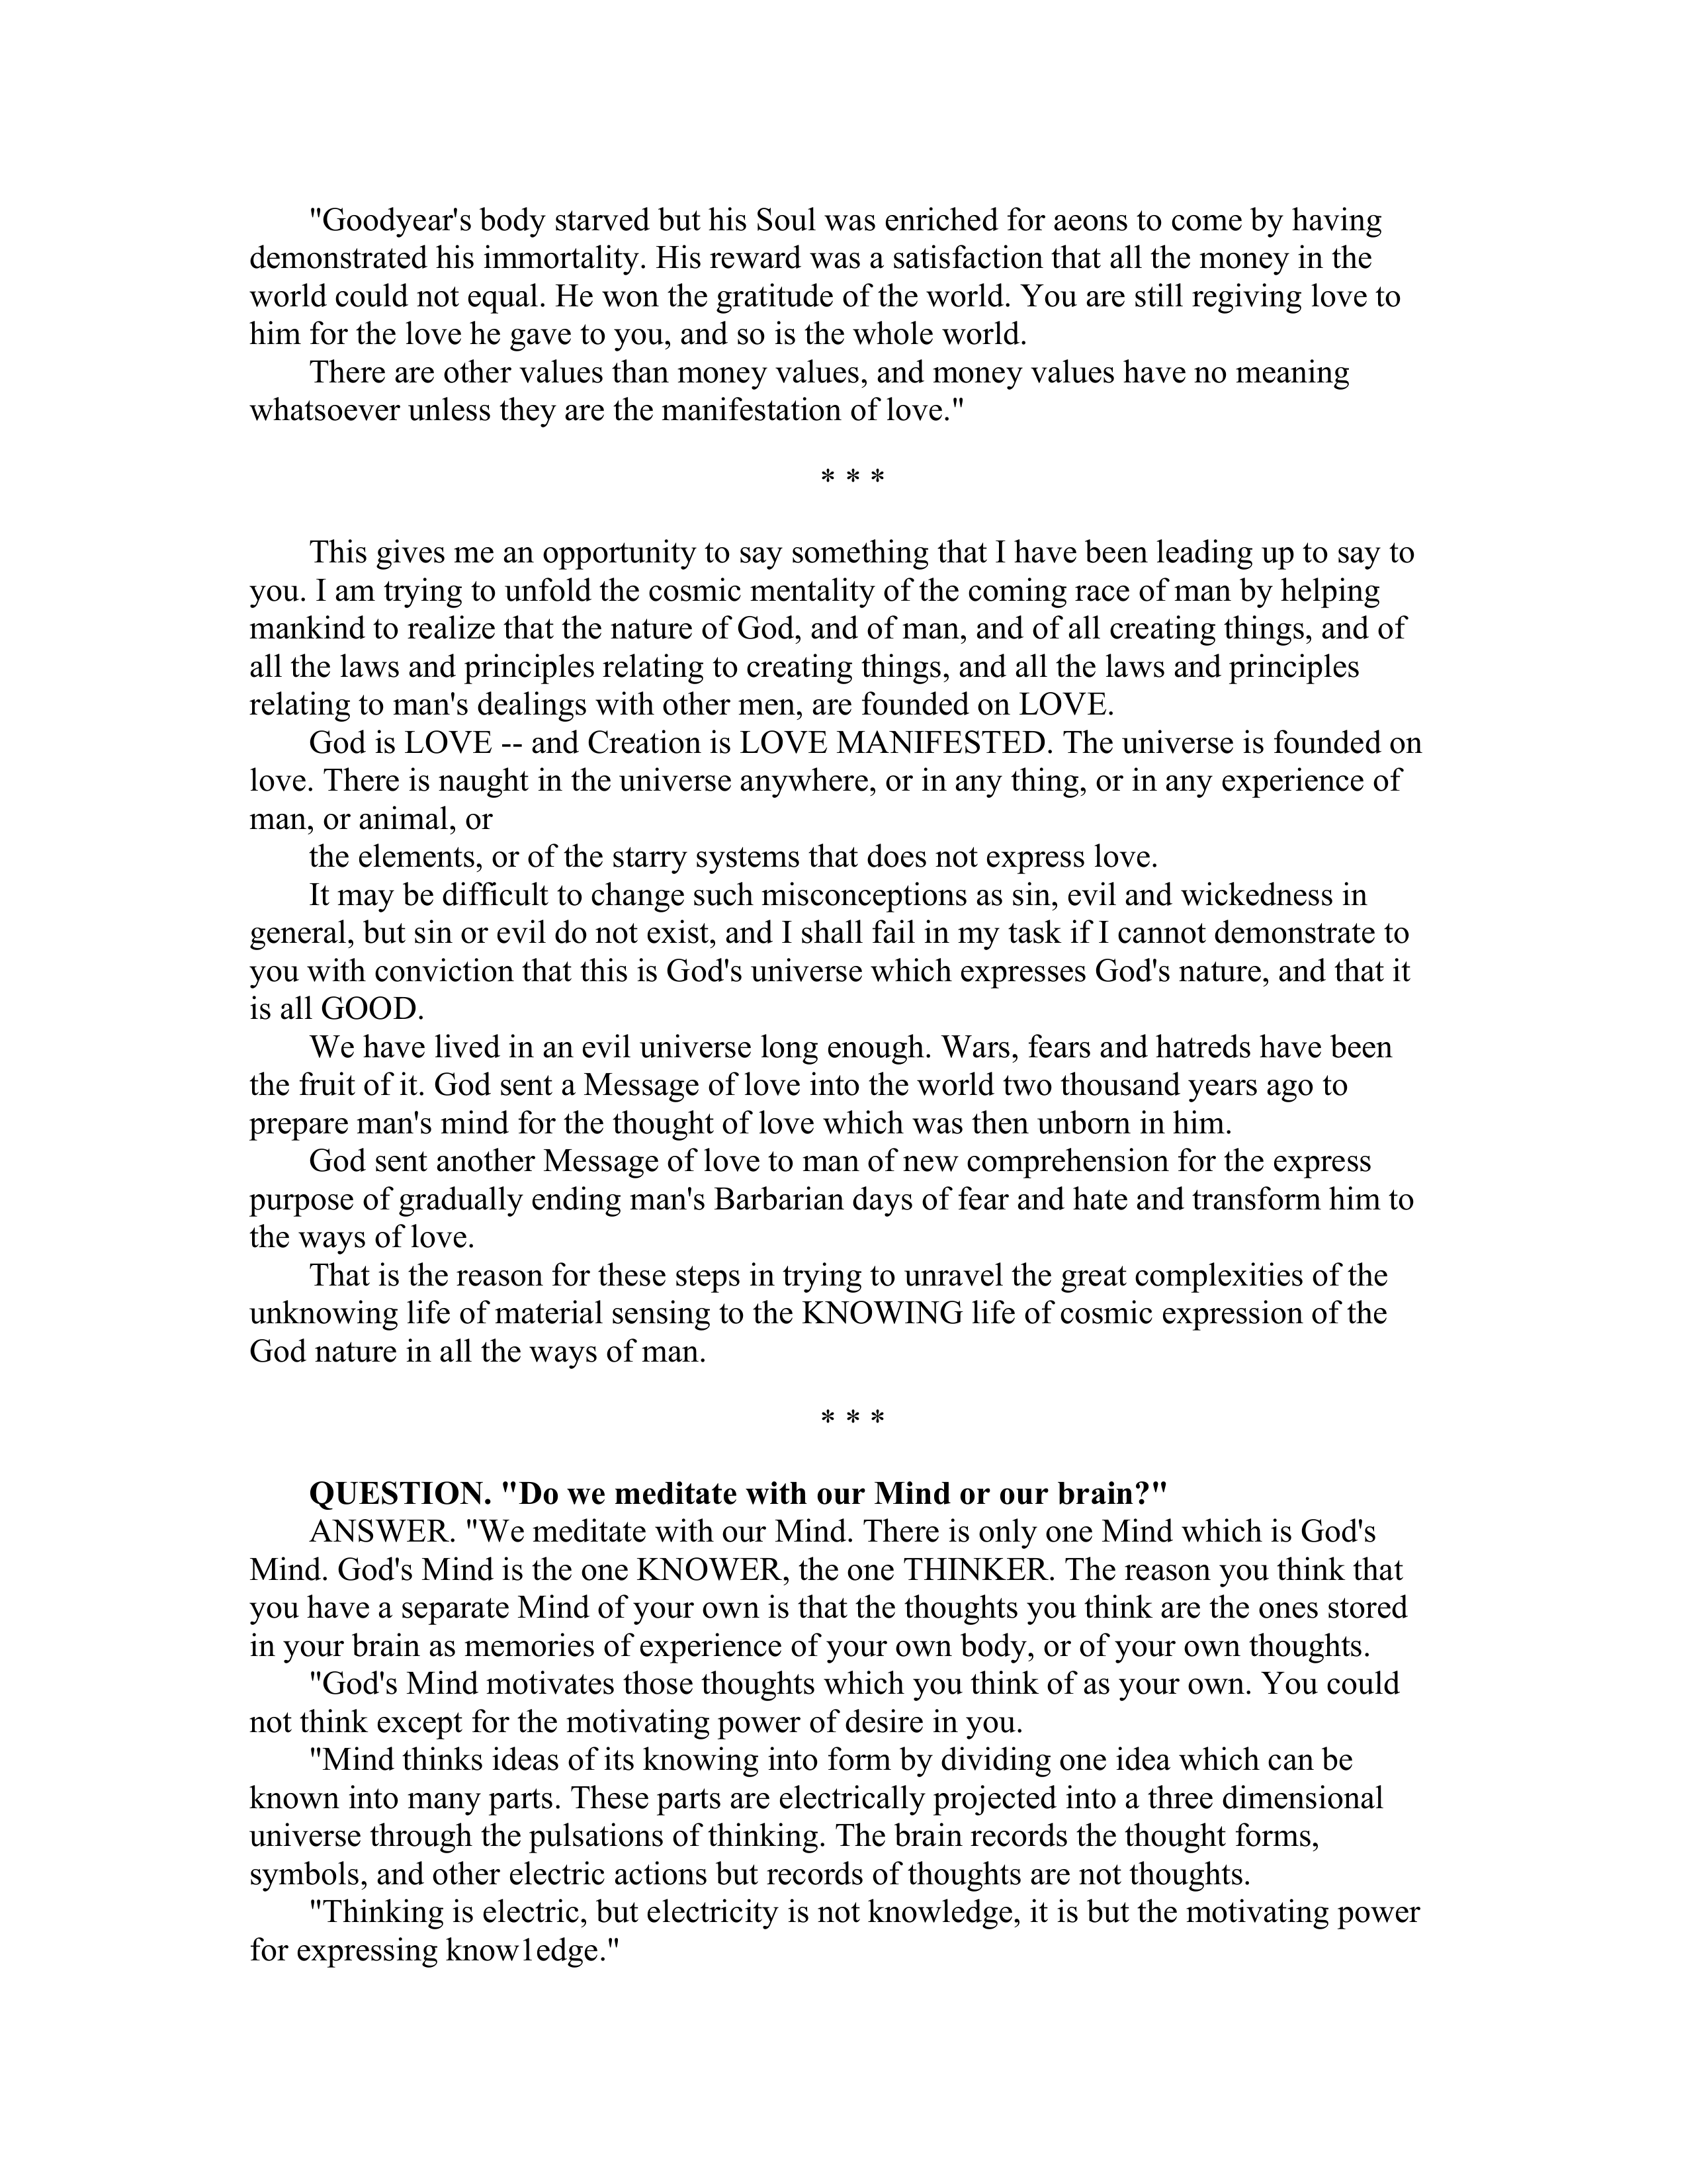 "Goodyear's body starved but his Soul was enriched for aeons to come by having
demonstrated his immortality. His reward was a satisfaction that all the money in the
world could not equal. He won the gratitude of the world. You are still regiving love to
him for the love he gave to you, and so is the whole world.
There are other values than money values, and money values have no meaning
whatsoever unless they are the manifestation of love."
* * *
This gives me an opportunity to say something that I have been leading up to say to
you. I am trying to unfold the cosmic mentality of the coming race of man by helping
mankind to realize that the nature of God, and of man, and of all creating things, and of
all the laws and principles relating to creating things, and all the laws and principles
relating to man's dealings with other men, are founded on LOVE.
God is LOVE -- and Creation is LOVE MANIFESTED. The universe is founded on
love. There is naught in the universe anywhere, or in any thing, or in any experience of
man, or animal, or
the elements, or of the starry systems that does not express love.
It may be difficult to change such misconceptions as sin, evil and wickedness in
general, but sin or evil do not exist, and I shall fail in my task if I cannot demonstrate to
you with conviction that this is God's universe which expresses God's nature, and that it
is all GOOD.
We have lived in an evil universe long enough. Wars, fears and hatreds have been
the fruit of it. God sent a Message of love into the world two thousand years ago to
prepare man's mind for the thought of love which was then unborn in him.
God sent another Message of love to man of new comprehension for the express
purpose of gradually ending man's Barbarian days of fear and hate and transform him to
the ways of love.
That is the reason for these steps in trying to unravel the great complexities of the
unknowing life of material sensing to the KNOWING life of cosmic expression of the
God nature in all the ways of man.
* * *
QUESTION. "Do we meditate with our Mind or our brain?"
ANSWER. "We meditate with our Mind. There is only one Mind which is God's
Mind. God's Mind is the one KNOWER, the one THINKER. The reason you think that
you have a separate Mind of your own is that the thoughts you think are the ones stored
in your brain as memories of experience of your own body, or of your own thoughts.
"God's Mind motivates those thoughts which you think of as your own. You could
not think except for the motivating power of desire in you.
"Mind thinks ideas of its knowing into form by dividing one idea which can be
known into many parts. These parts are electrically projected into a three dimensional
universe through the pulsations of thinking. The brain records the thought forms,
symbols, and other electric actions but records of thoughts are not thoughts.
"Thinking is electric, but electricity is not knowledge, it is but the motivating power
for expressing know1edge."